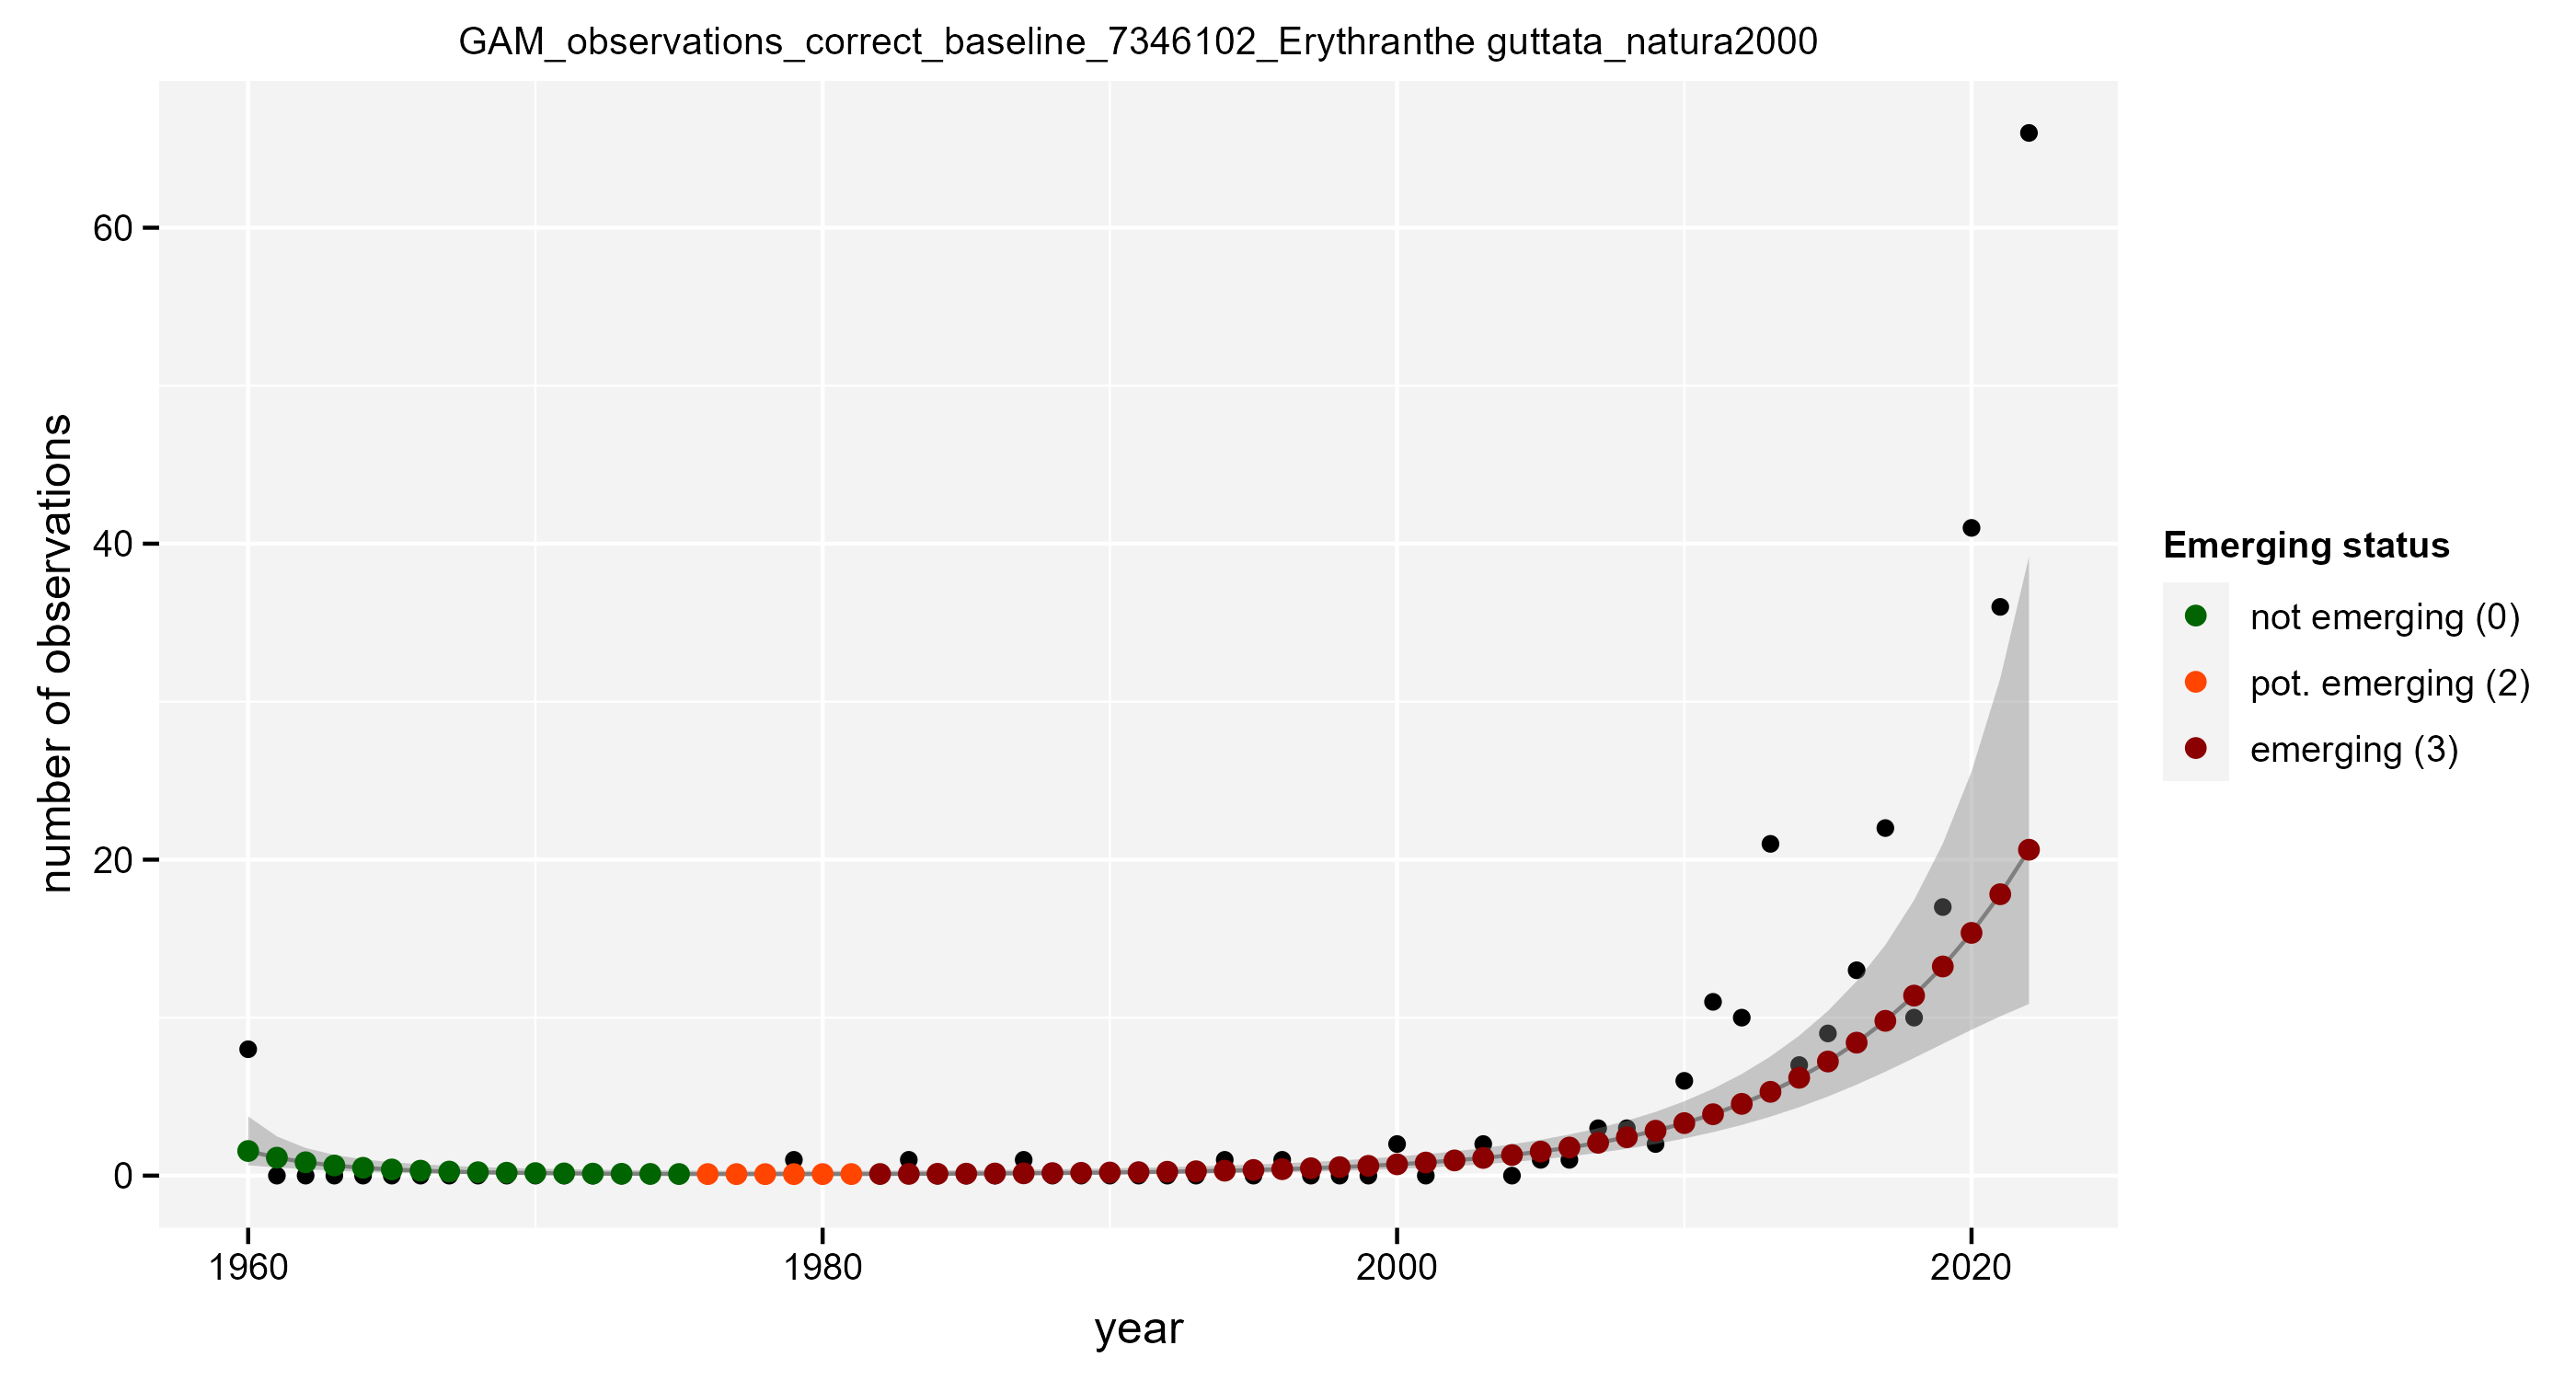 GAM_observations_correct_baseline_7346102_Erythranthe guttata_natura2000
number of observations
60
40
20
0
1960
1980
2000
2020
year
Emerging status
not emerging (0)
pot. emerging (2)
emerging (3)